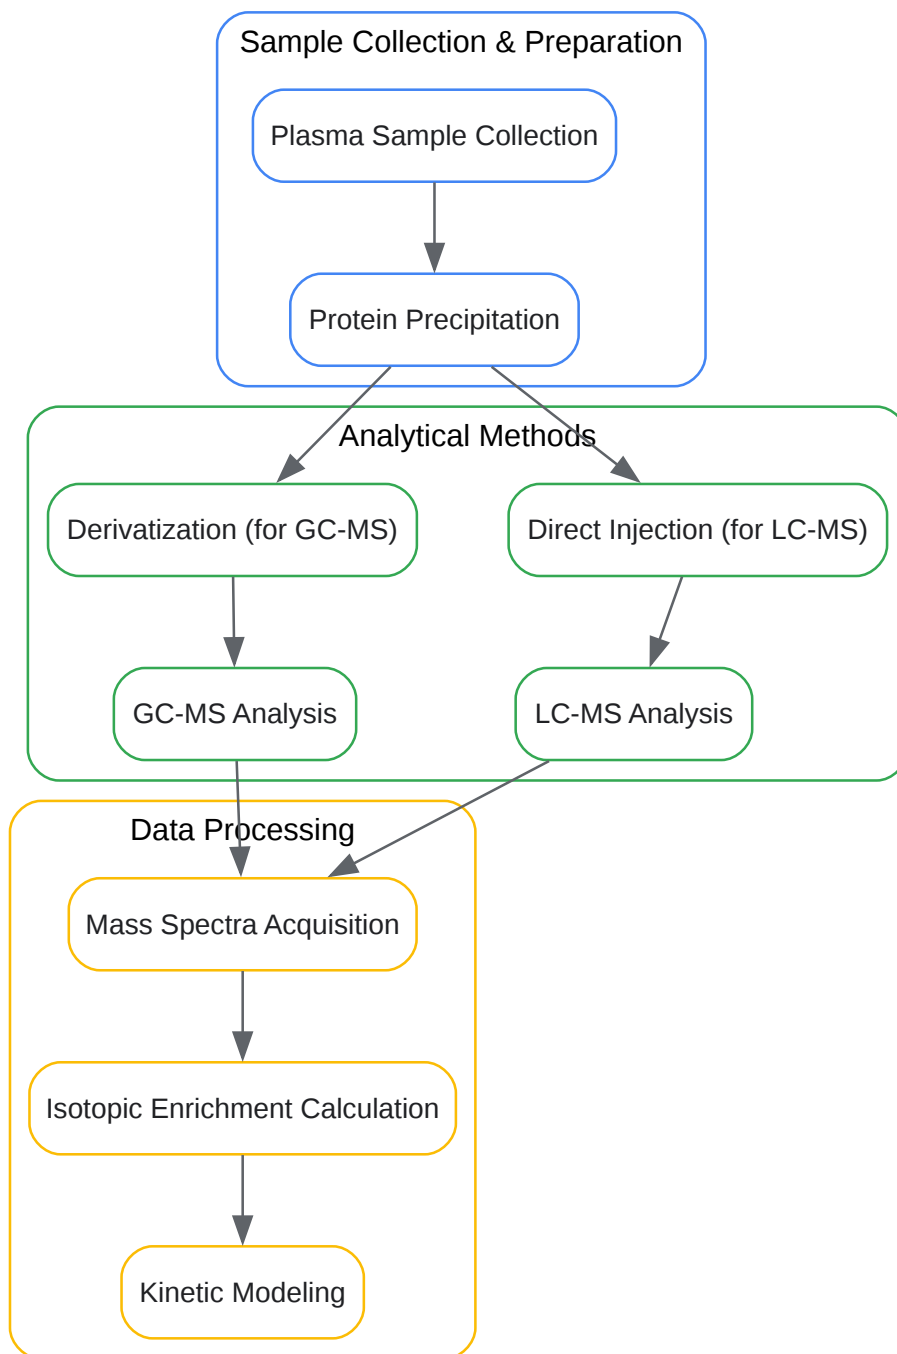 Sample Collection & Preparation
Plasma Sample Collection
Protein Precipitation
Analytical Methods
Derivatization (for GC-MS)
Direct Injection (for LC-MS)
GC-MS Analysis
LC-MS Analysis
Data Processing
Mass Spectra Acquisition
Isotopic Enrichment Calculation
Kinetic Modeling